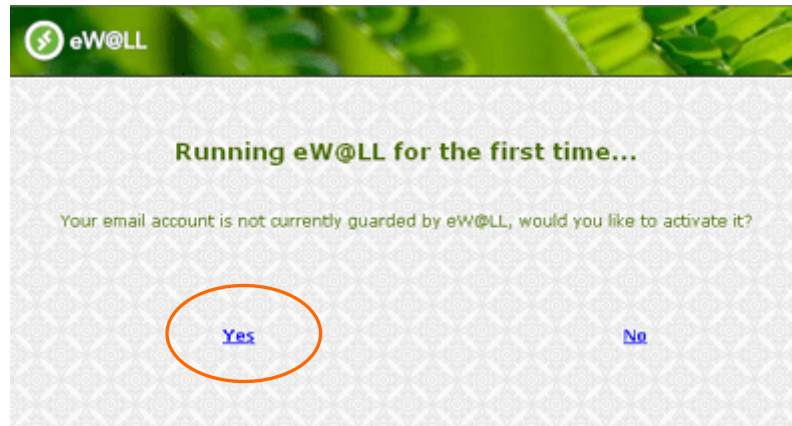 eW@LL
Running eW@LL for the first time...
Your email account is not currently guarded by eW@LL, would you like to activate it?
Yes No